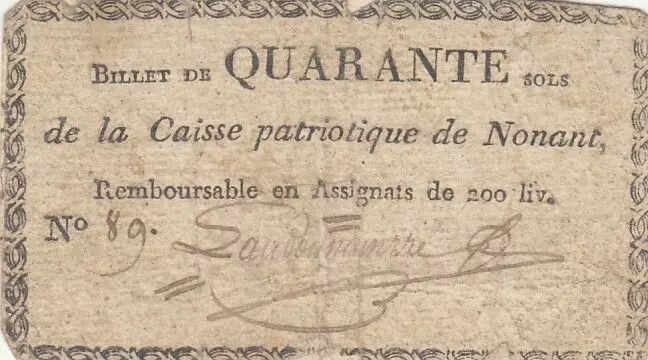 BILLET DE QUARANTE SOLS
de la Caisse patriotique de Nonant,
Remboursable en Assignats de 200 liv.
No 89.